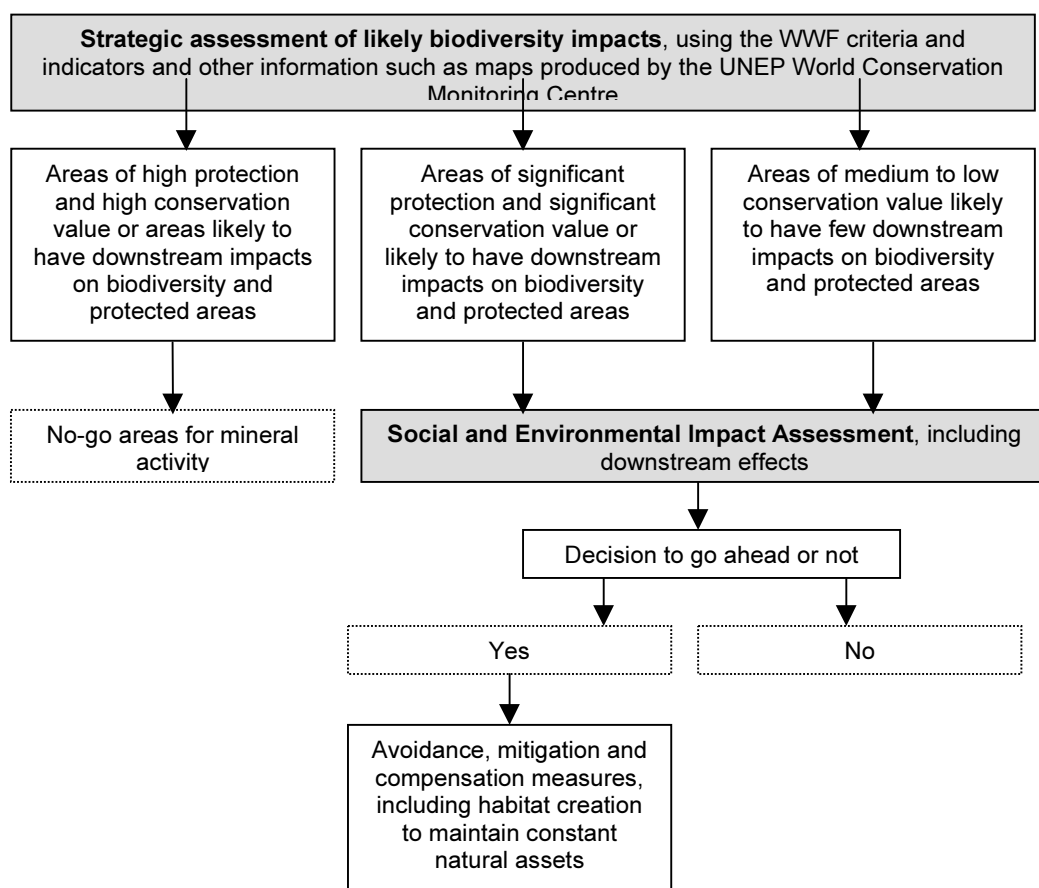 Strategic assessment of likely biodiversity impacts, using the WWF criteria and
indicators and other information such as maps produced by the UNEP World Conservation
Monitoring Centre
Areas of high protection
and high conservation
value or areas likely to
have downstream impacts
on biodiversity and
protected areas
Areas of significant
protection and significant
conservation value or
likely to have downstream
impacts on biodiversity
and protected areas
Areas of medium to low
conservation value likely
to have few downstream
impacts on biodiversity
and protected areas
No-go areas for mineral
activity
Social and Environmental Impact Assessment, including
downstream effects
Decision to go ahead or not
Yes
No
Avoidance, mitigation and
compensation measures,
including habitat creation
to maintain constant
natural assets